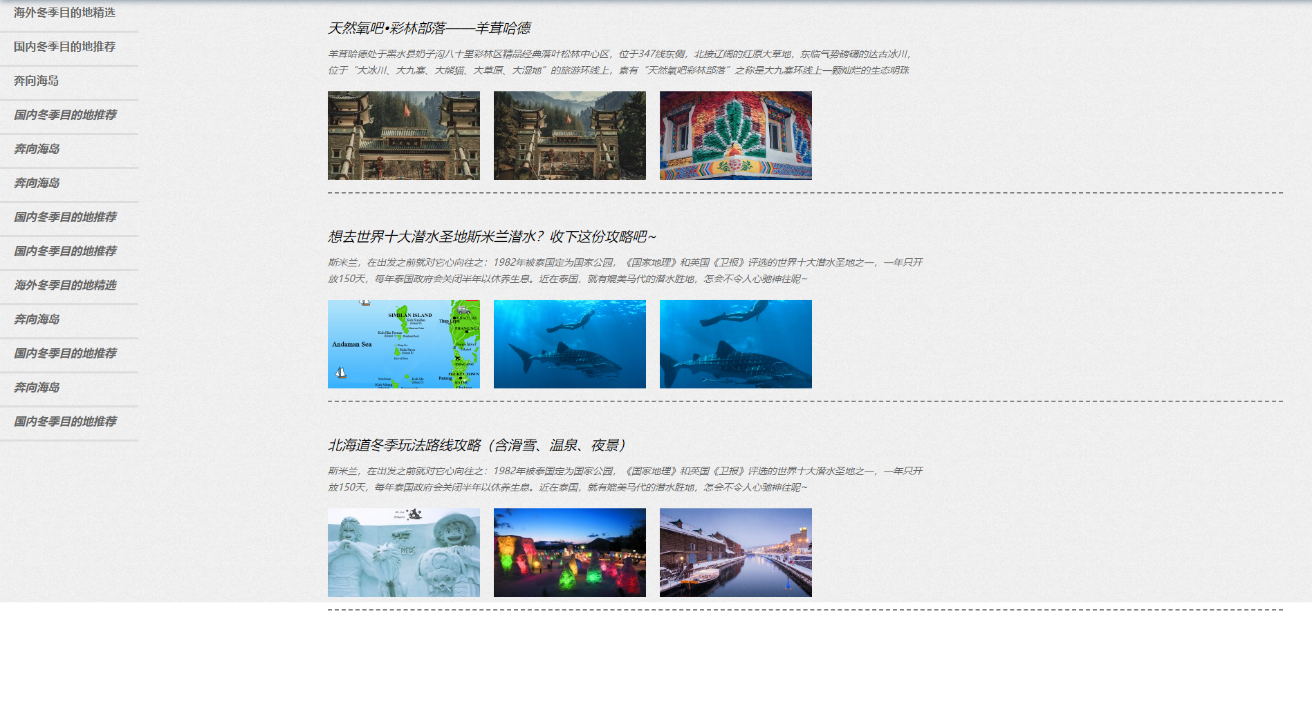 海外冬季目的地精选
国内冬季目的地推荐
奔向海岛
国内冬季目的地推荐
奔向海岛
奔向海岛
国内冬季目的地推荐
国内冬季目的地推荐
海外冬季目的地精选
奔向海岛
国内冬季目的地推荐
奔向海岛
国内冬季目的地推荐
天然氧吧•彩林部落——羊茸哈德
羊茸哈德处于黑水县奶子沟八十里彩林区精品经典落叶松林中心区，位于347线东侧，北接辽阔的红原大草地，东临气势磅礴的达古冰川，
位于“大冰川、大九寨、大熊猫、大草原、大湿地”的旅游环线上，素有“天然氧吧彩林部落”之称是大九寨环线上一颗灿烂的生态明珠
想去世界十大潜水圣地斯米兰潜水？收下这份攻略吧~
斯米兰，在出发之前就对它心向往之：1982年被泰国定为国家公园，《国家地理》和英国《卫报》评选的世界十大潜水圣地之一，一年只开
放150天，每年泰国政府会关闭半年以休养生息。近在泰国，就有媲美马代的潜水胜地，怎会不令人心驰神往呢~
SIMILAN ISLAND
Andaman Sea
北海道冬季玩法路线攻略（含滑雪、温泉、夜景）
斯米兰，在出发之前就对它心向往之：1982年被泰国定为国家公园，《国家地理》和英国《卫报》评选的世界十大潜水圣地之一，一年只开
放150天，每年泰国政府会关闭半年以休养生息。近在泰国，就有媲美马代的潜水胜地，怎会不令人心驰神往呢~